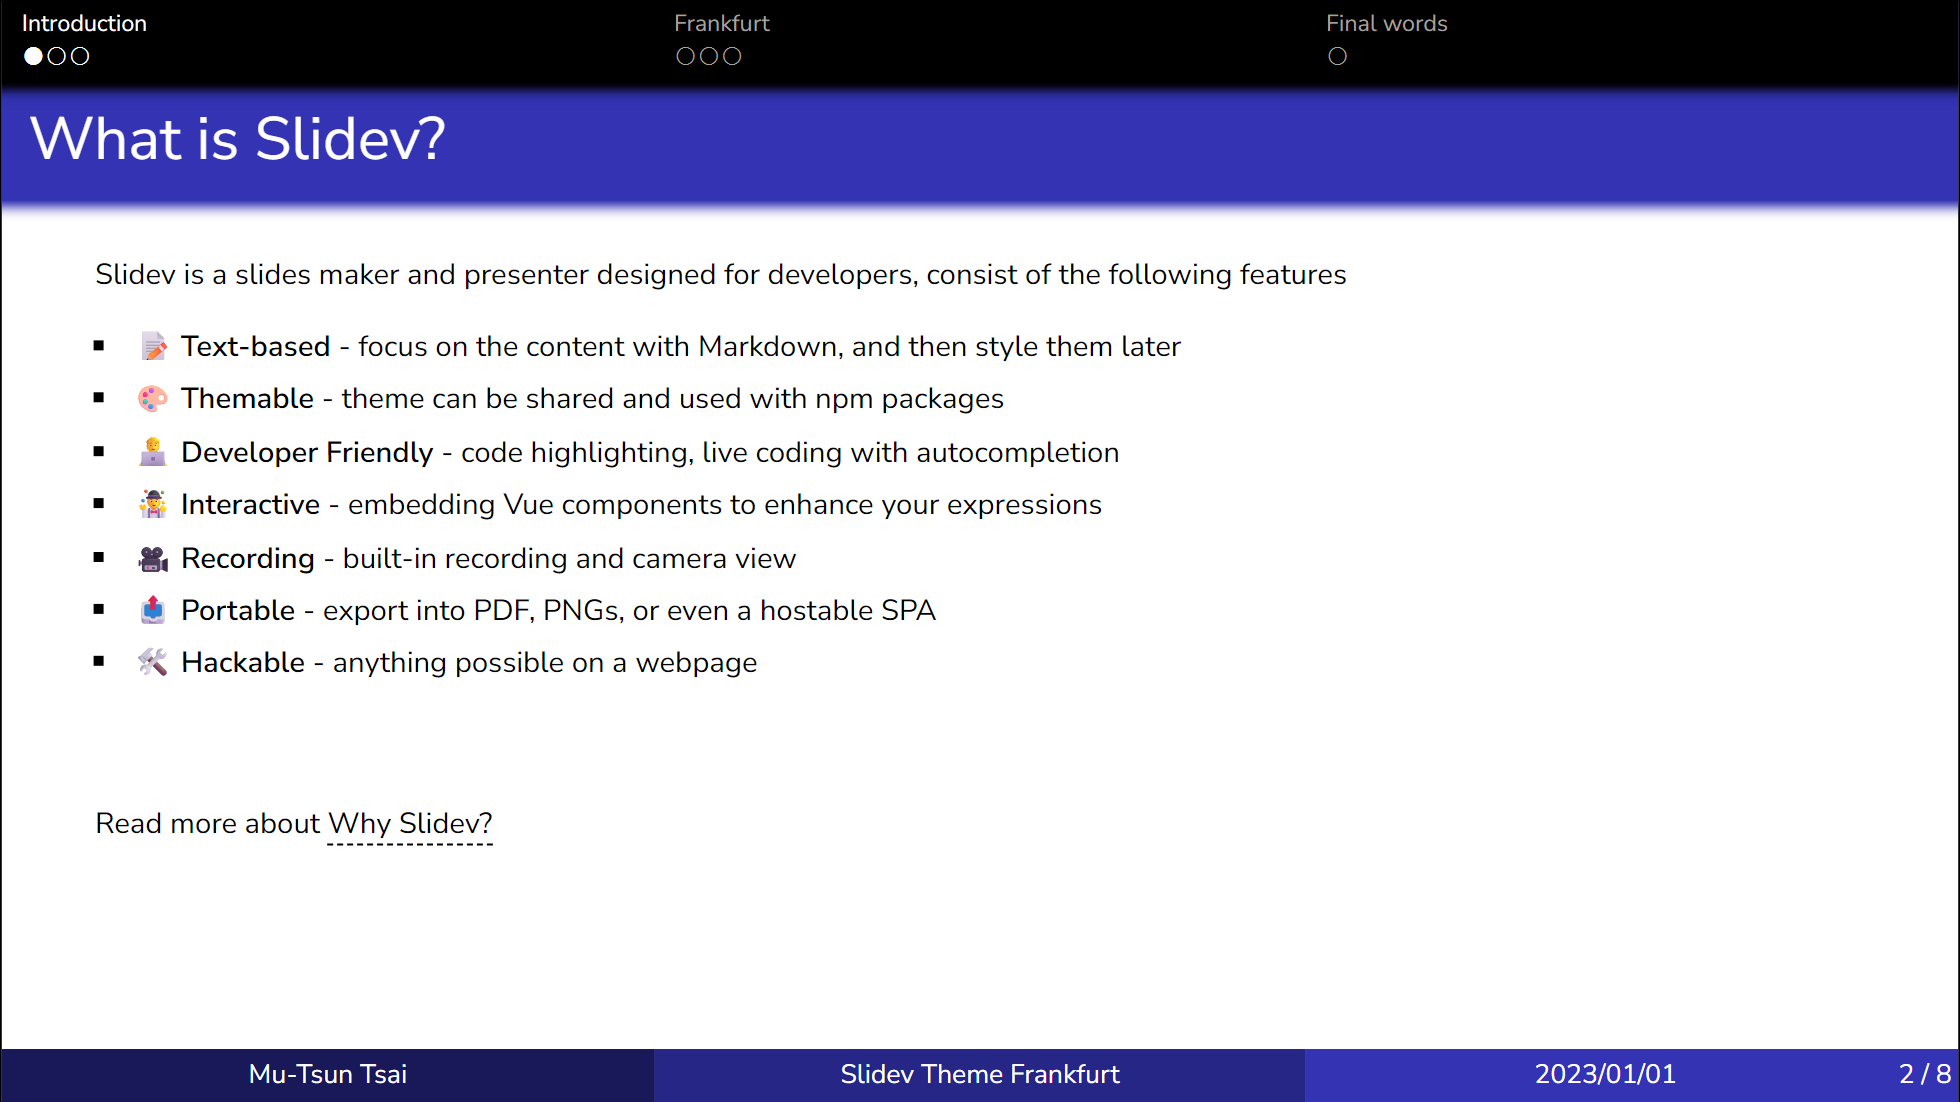 Introduction
Frankfurt
Final words
What is Slidev?
Slidev is a slides maker and presenter designed for developers, consist of the following features
Text-based - focus on the content with Markdown, and then style them later
Themable - theme can be shared and used with npm packages
Developer Friendly - code highlighting, live coding with autocompletion
Interactive - embedding Vue components to enhance your expressions
Recording - built-in recording and camera view
Portable - export into PDF, PNGs, or even a hostable SPA
Hackable - anything possible on a webpage
Read more about Why Slidev?
Mu-Tsun Tsai
Slidev Theme Frankfurt
2023/01/01
2 / 8